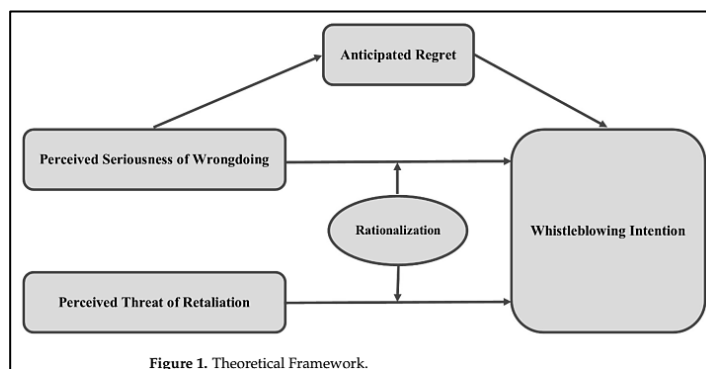 Anticipated Regret
Perceived Seriousness of Wrongdoing
Rationalization
Whistleblowing Intention
Perceived Threat of Retaliation
Figure 1. Theoretical Framework.